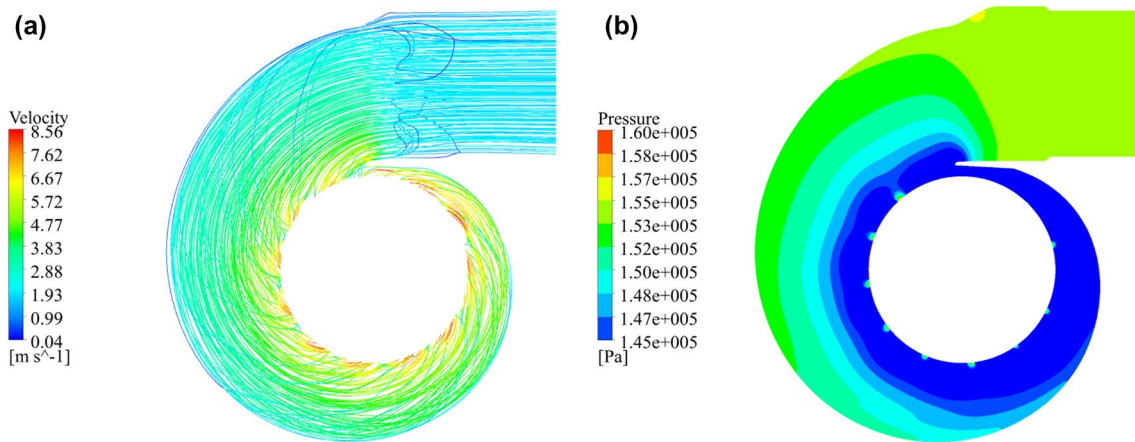 (a)
Velocity
8.56
7.62
6.67
5.72
4.77
3.83
2.88
1.93
0.99
0.04
[m s^-1]
(b)
Pressure
1.60e+005
1.58e+005
1.57e+005
1.55e+005
1.53e+005
1.52e+005
1.50e+005
1.48e+005
1.46e+005
1.45e+005
[Pa]